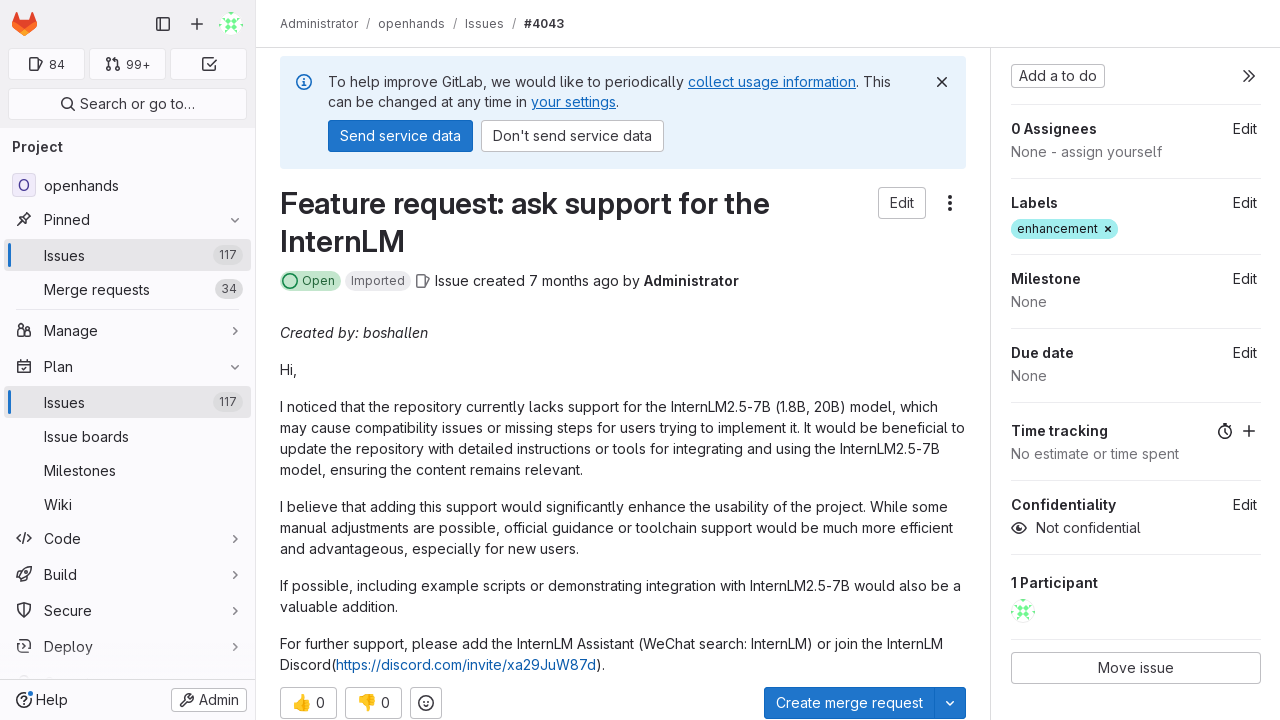 Administrator / openhands / Issues / #4043
84
99+
Search or go to…
Project
O openhands
Pinned
Issues 117
Merge requests 34
Manage
Plan
Issues 117
Issue boards
Milestones
Wiki
Code
Build
Secure
Deploy
Help
Admin
To help improve GitLab, we would like to periodically collect usage information. This
can be changed at any time in your settings.
Send service data
Don't send service data
Feature request: ask support for the
InternLM
Edit
Open Imported Issue created 7 months ago by Administrator
Created by: boshallen
Hi,
I noticed that the repository currently lacks support for the InternLM2.5-7B (1.8B, 20B) model, which
may cause compatibility issues or missing steps for users trying to implement it. It would be beneficial to
update the repository with detailed instructions or tools for integrating and using the InternLM2.5-7B
model, ensuring the content remains relevant.
I believe that adding this support would significantly enhance the usability of the project. While some
manual adjustments are possible, official guidance or toolchain support would be much more efficient
and advantageous, especially for new users.
If possible, including example scripts or demonstrating integration with InternLM2.5-7B would also be a
valuable addition.
For further support, please add the InternLM Assistant (WeChat search: InternLM) or join the InternLM
Discord(https://discord.com/invite/xa29JuW87d).
👍 0
👎 0
Create merge request
Add a to do
0 Assignees Edit
None - assign yourself
Labels Edit
enhancement ×
Milestone Edit
None
Due date Edit
None
Time tracking
No estimate or time spent
Confidentiality Edit
Not confidential
1 Participant
Move issue